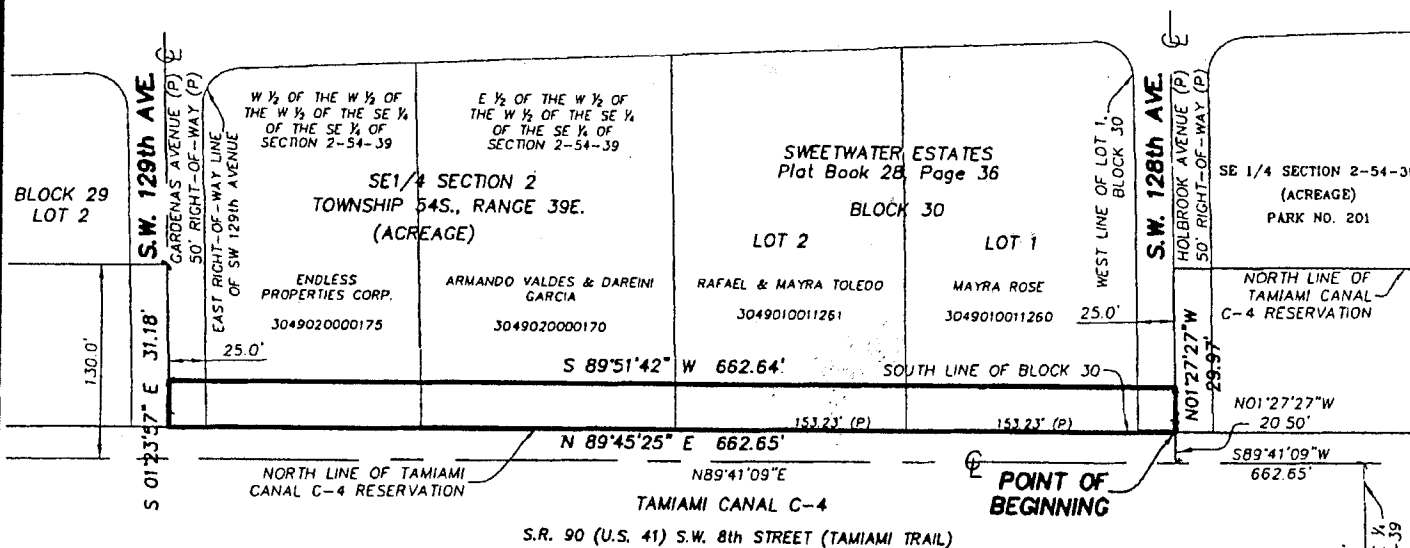 BLOCK 29
LOT 2
130.0'
S.W. 129th AVE.
GARDENAS AVENUE (P)
50' RIGHT-OF-WAY (P)
EAST RIGHT-OF-WAY LINE
OF SW 129th AVENUE
S 01°23'57" E 31.18'
25.0'
W ½ OF THE W ½ OF
THE W ½ OF THE SE ¼
OF THE SE ¼ OF
SECTION 2-54-39
E ½ OF THE W ½ OF
THE W ½ OF THE SE ¼
OF THE SE ¼ OF
SECTION 2-54-39
SE1/4 SECTION 2
TOWNSHIP 54S., RANGE 39E.
(ACREAGE)
ENDLESS
PROPERTIES CORP.
3049020000175
ARMANDO VALDES & DAREINI
GARCIA
3049020000170
SWEETWATER ESTATES
Plat Book 28, Page 36
BLOCK 30
LOT 2
LOT 1
RAFAEL & MAYRA TOLEDO
3049010011261
MAYRA ROSE
3049010011260
WEST LINE OF LOT 1,
BLOCK 30
25.0'
S.W. 128th AVE.
HOLBROOK AVENUE (P)
50' RIGHT-OF-WAY (P)
SE 1/4 SECTION 2-54-39
(ACREAGE)
PARK NO. 201
NORTH LINE OF
TAMIAMI CANAL
C-4 RESERVATION
N01°27'27"W
29.97'
S 89°51'42" W 662.64'
SOUTH LINE OF BLOCK 30
153.23' (P)
153.23' (P)
N 89°45'25" E 662.65'
N01°27'27"W
20.50'
S89°41'09"W
662.65'
NORTH LINE OF TAMIAMI
CANAL C-4 RESERVATION
N89°41'09"E
POINT OF
BEGINNING
TAMIAMI CANAL C-4
S.R. 90 (U.S. 41) S.W. 8th STREET (TAMIAMI TRAIL)